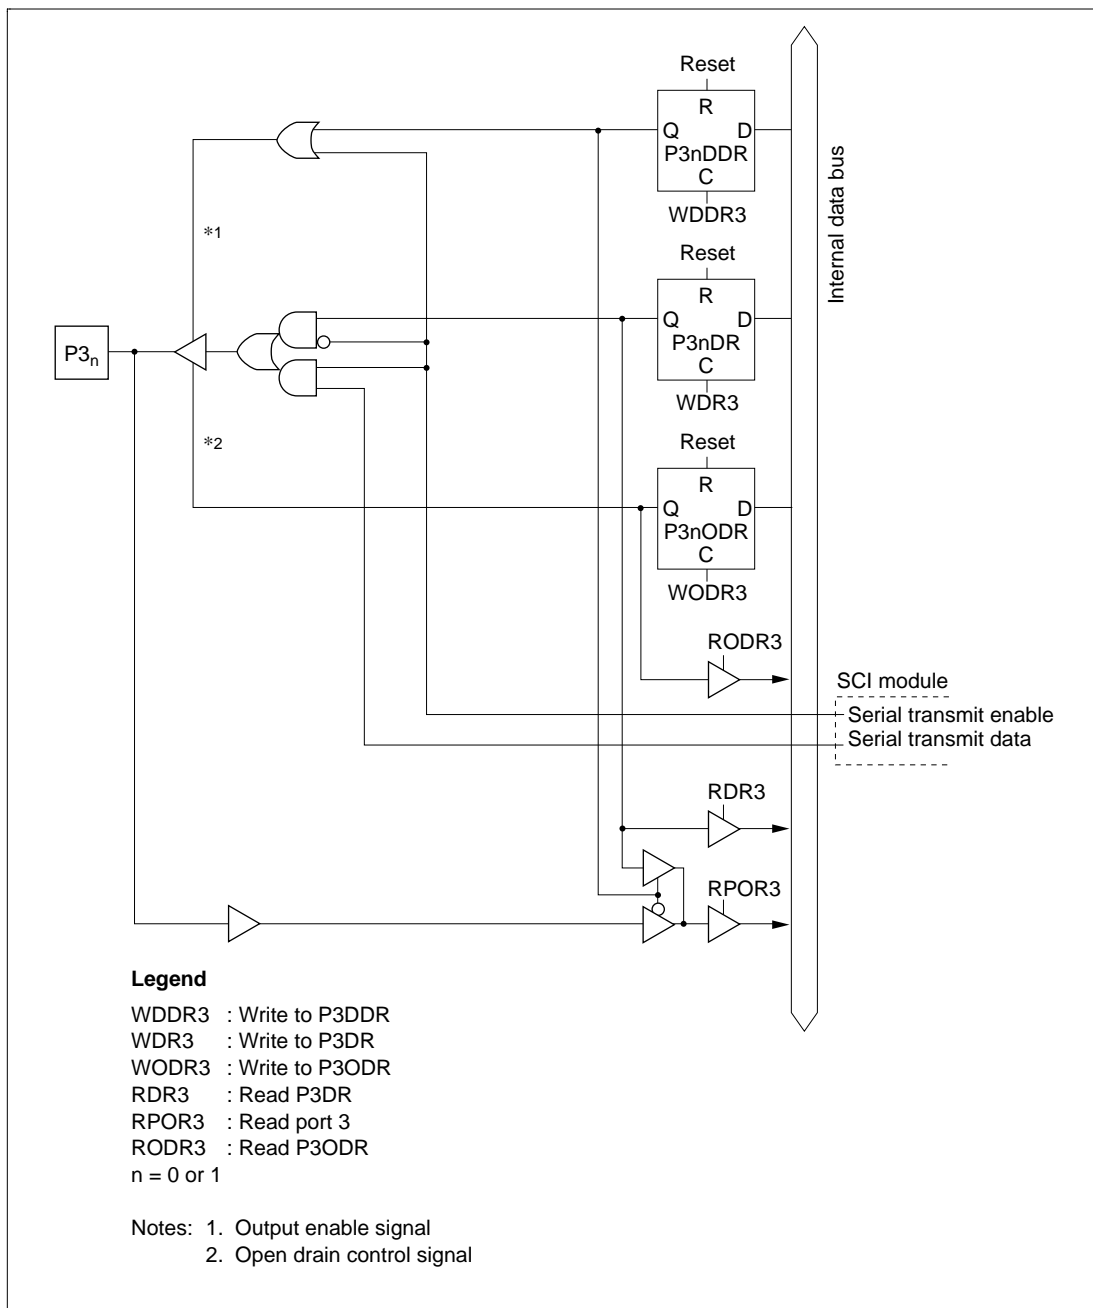 Reset
R
Q D
P3nDDR
C
WDDR3
Internal data bus
*1
Reset
R
Q D
P3nDR
C
WDR3
P3n
*2
Reset
R
Q D
P3nODR
C
WODR3
RODR3
SCI module
Serial transmit enable
Serial transmit data
RDR3
RPOR3
Legend
WDDR3 : Write to P3DDR
WDR3 : Write to P3DR
WODR3 : Write to P3ODR
RDR3 : Read P3DR
RPOR3 : Read port 3
RODR3 : Read P3ODR
n = 0 or 1
Notes: 1. Output enable signal
2. Open drain control signal